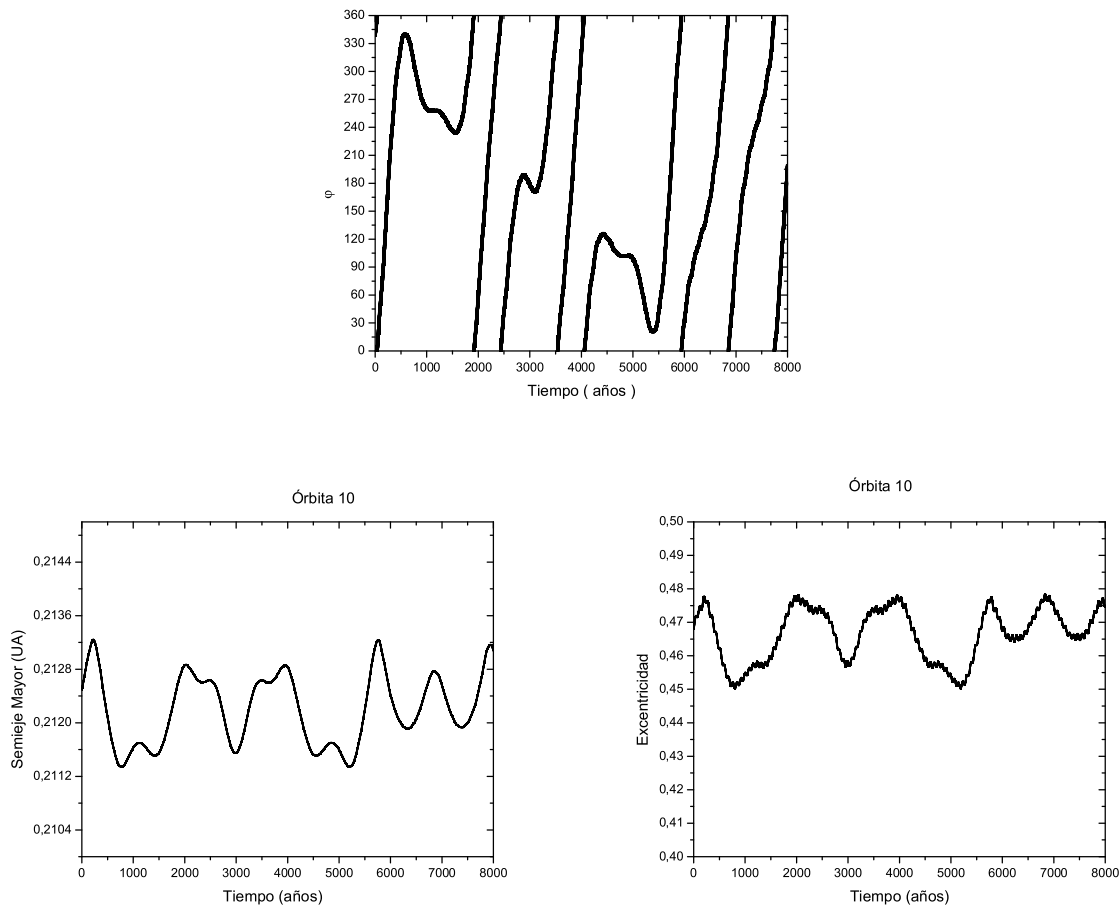 360
330
300
270
240
210
180
150
120
90
60
30
0
φ
0 1000 2000 3000 4000 5000 6000 7000 8000
Tiempo ( años )
Órbita 10
0,2144
0,2136
0,2128
0,2120
0,2112
0,2104
Semieje Mayor (UA)
0 1000 2000 3000 4000 5000 6000 7000 8000
Tiempo (años)
Órbita 10
0,50
0,49
0,48
0,47
0,46
0,45
0,44
0,43
0,42
0,41
0,40
Excentricidad
0 1000 2000 3000 4000 5000 6000 7000 8000
Tiempo (años)